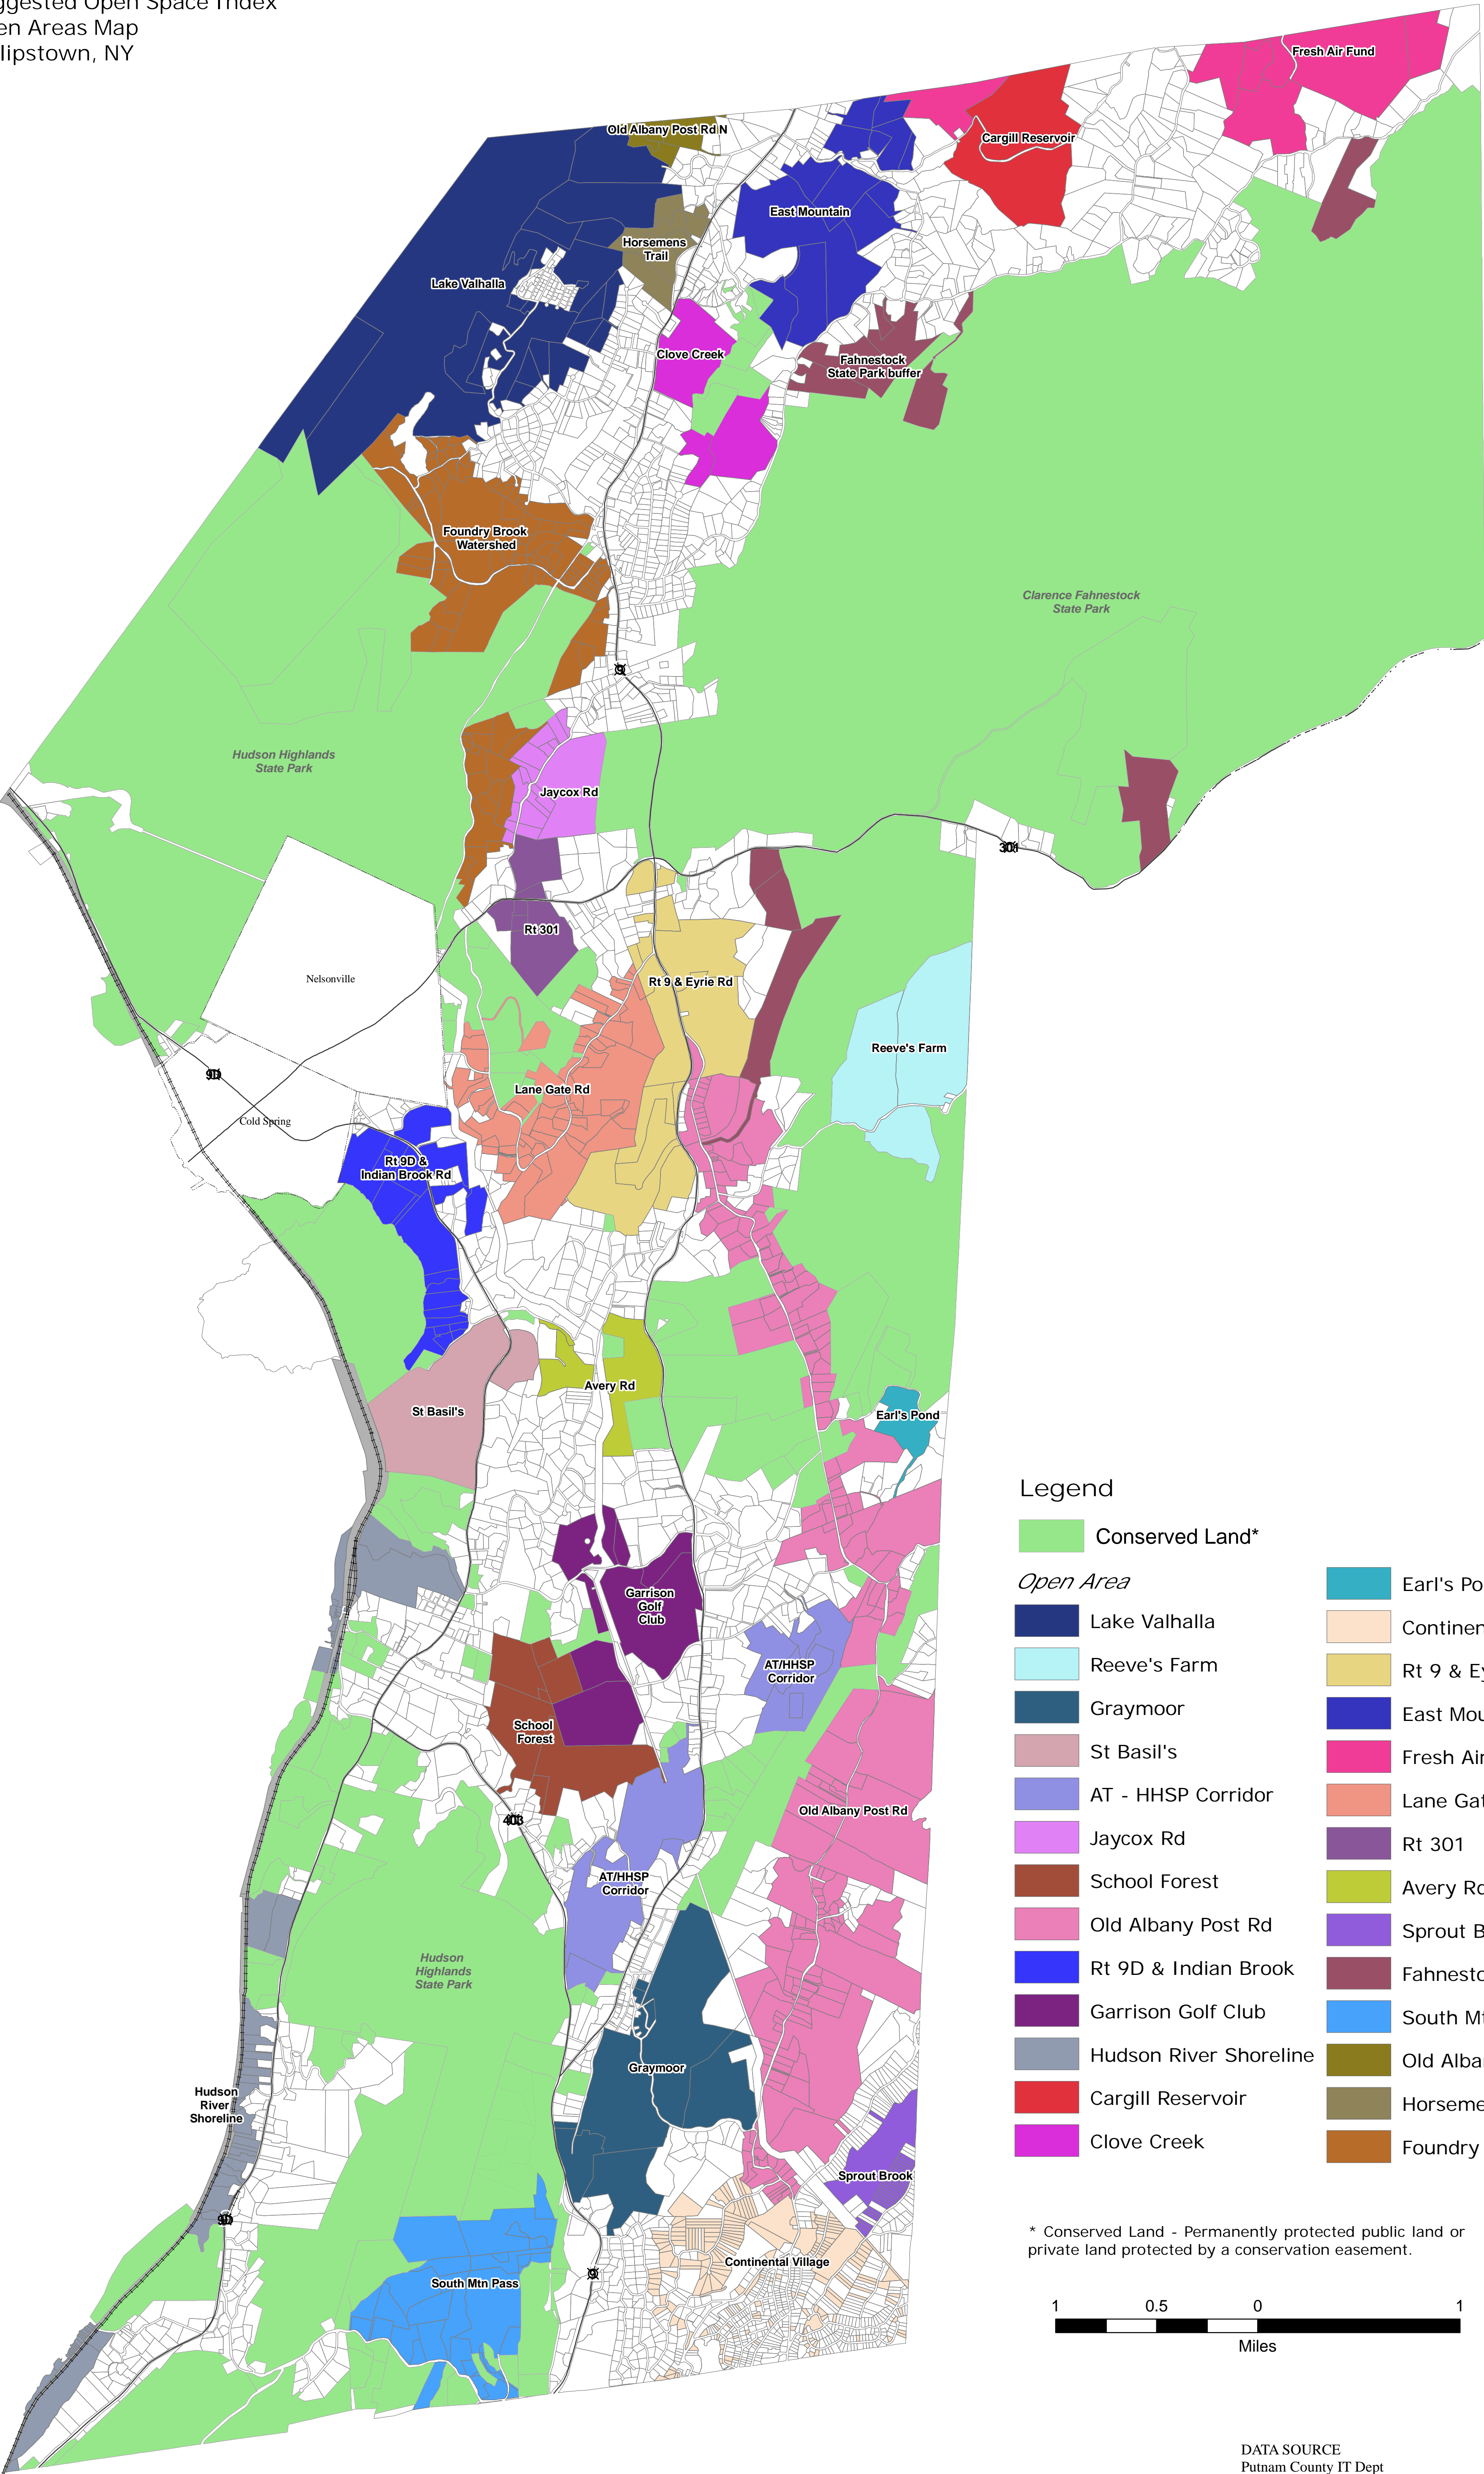 ggested Open Space Index
en Areas Map
lipstown, NY
Fresh Air Fund
Old Albany Post Rd N
Cargill Reservoir
East Mountain
Horsemens
Trail
Lake Valhalla
Clove Creek
Fahnestock
State Park buffer
Foundry Brook
Watershed
Clarence Fahnestock
State Park
9
Hudson Highlands
State Park
Jaycox Rd
301
Rt 301
Nelsonville
Rt 9 & Eyrie Rd
Reeve's Farm
9D
Lane Gate Rd
Cold Spring
Rt 9D &
Indian Brook Rd
Avery Rd
St Basil's
Earl's Pond
Garrison
Golf
Club
AT/HHSP
Corridor
School
Forest
Old Albany Post Rd
403
AT/HHSP
Corridor
Hudson
Highlands
State Park
Graymoor
Hudson
River
Shoreline
Sprout Brook
9D
Continental Village
9
South Mtn Pass
Legend
Conserved Land*
Open Area
Lake Valhalla
Reeve's Farm
Graymoor
St Basil's
AT - HHSP Corridor
Jaycox Rd
School Forest
Old Albany Post Rd
Rt 9D & Indian Brook
Garrison Golf Club
Hudson River Shoreline
Cargill Reservoir
Clove Creek
Earl's Po
Continen
Rt 9 & Ey
East Mou
Fresh Air
Lane Gat
Rt 301
Avery Rd
Sprout B
Fahnesto
South Mt
Old Alba
Horseme
Foundry
* Conserved Land - Permanently protected public land or
private land protected by a conservation easement.
1 0.5 0 1
Miles
DATA SOURCE
Putnam County IT Dept